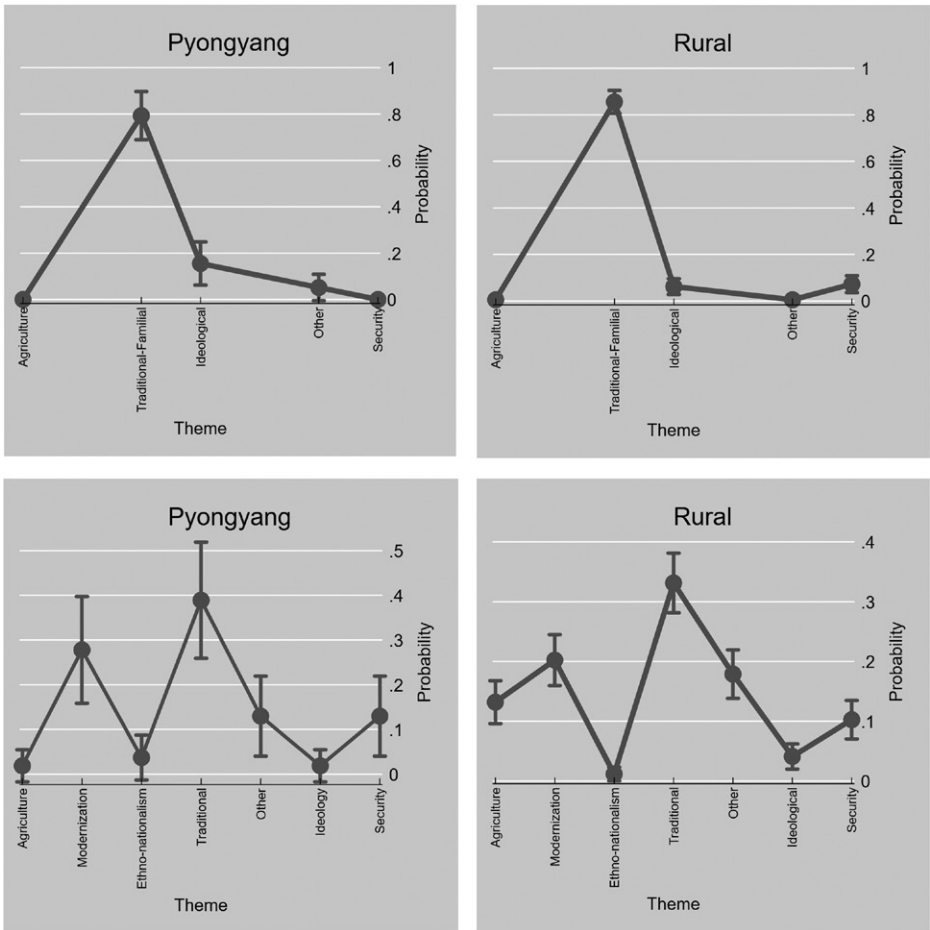 Pyongyang
1
.8
.6
.4
.2
0
Probability
Agriculture
Traditional-Familial
Ideological
Other
Security
Theme
Rural
1
.8
.6
.4
.2
0
Probability
Agriculture
Traditional-Familial
Ideological
Other
Security
Theme
Pyongyang
.5
.4
.3
.2
.1
0
Probability
Agriculture
Modernization
Ethno-nationalism
Traditional
Other
Ideology
Security
Theme
Rural
.4
.3
.2
.1
0
Probability
Agriculture
Modernization
Ethno-nationalism
Traditional
Other
Ideological
Security
Theme